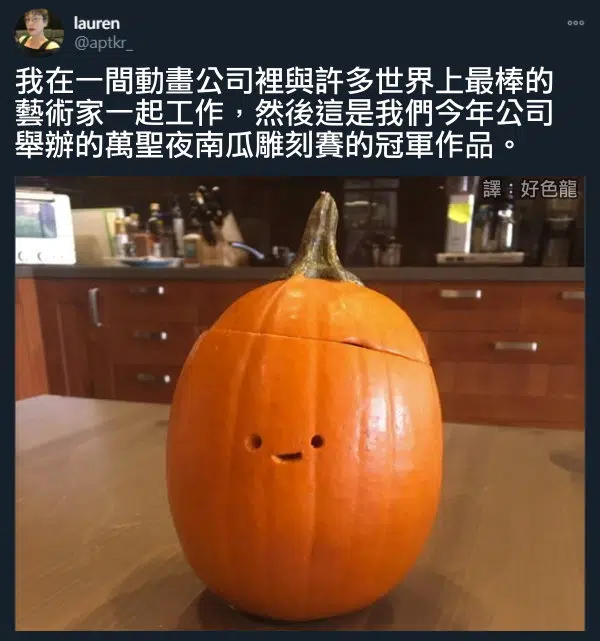 lauren
@aptkr_
我在一間動畫公司裡與許多世界上最棒的
藝術家一起工作，然後這是我們今年公司
舉辦的萬聖夜南瓜雕刻賽的冠軍作品。
譯：好色龍